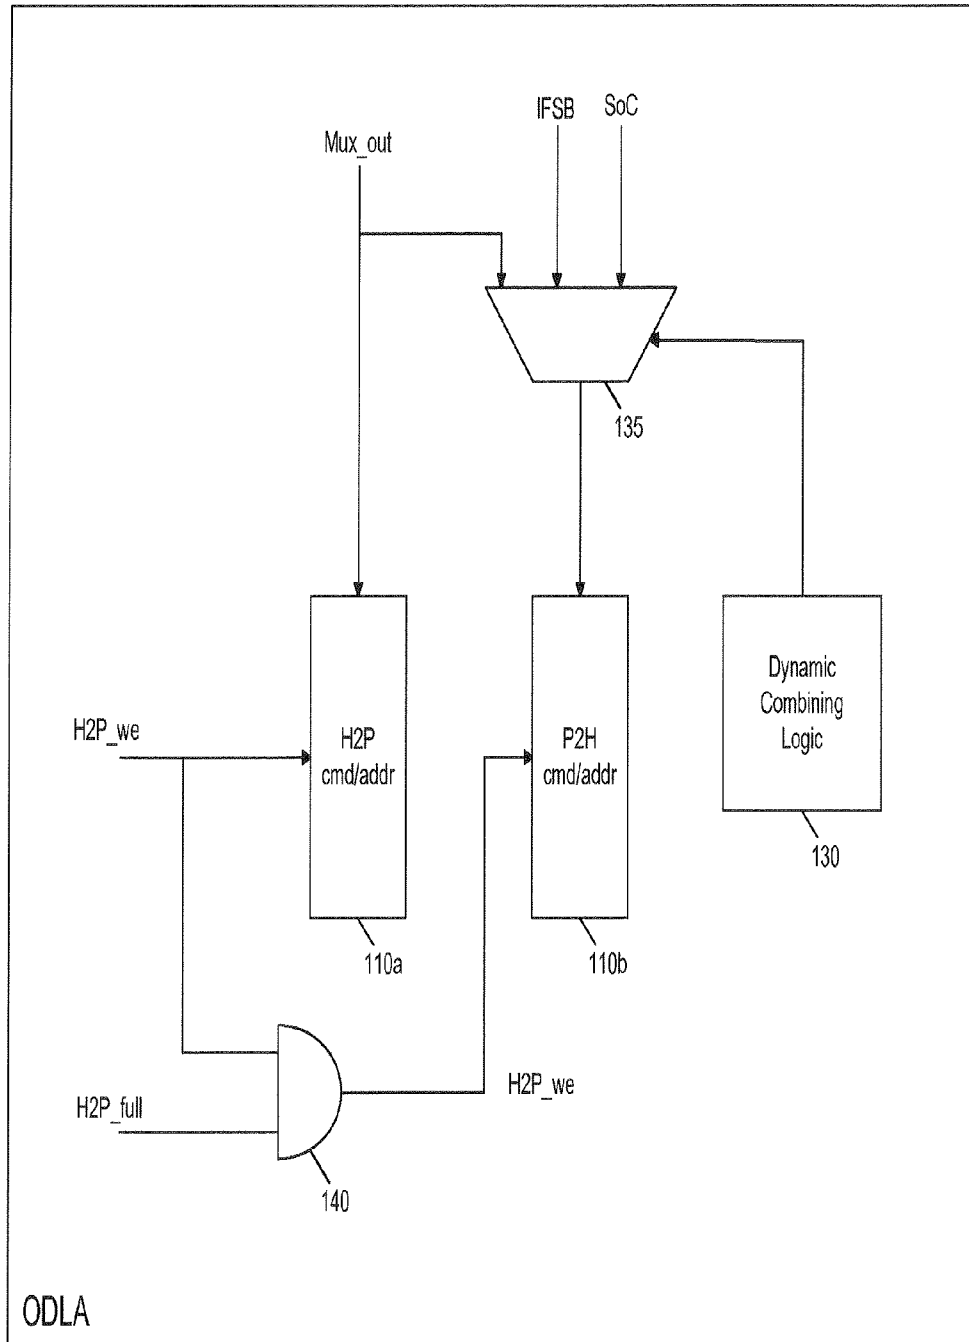 IFSB
SoC
Mux_out
135
Dynamic
Combining
Logic
H2P_we
H2P
cmd/addr
P2H
cmd/addr
130
110a
110b
H2P_we
H2P_full
140
ODLA